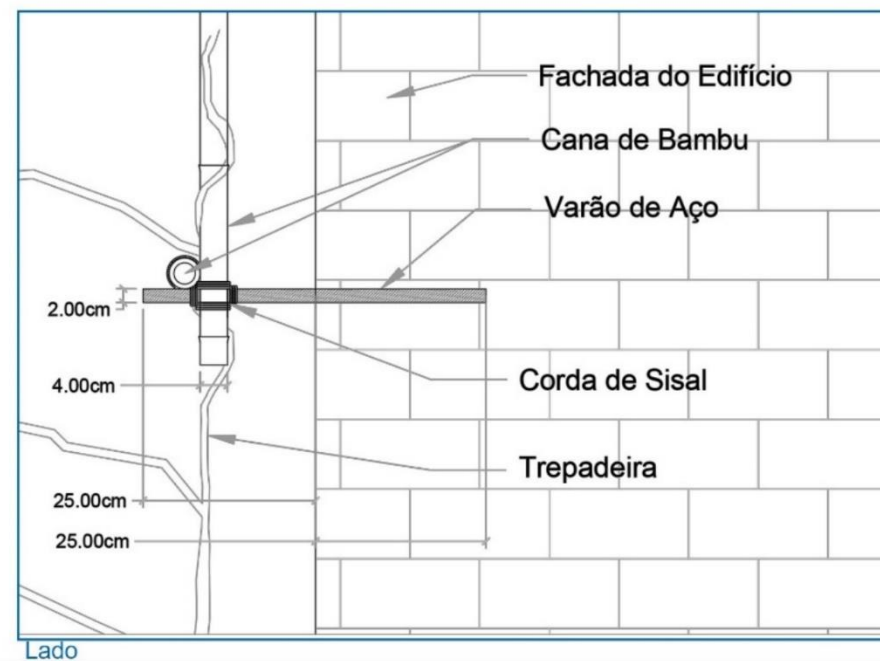 Fachada do Edifício
Cana de Bambu
Varão de Aço
2.00cm
4.00cm
Corda de Sisal
Trepadeira
25.00cm
25.00cm
Lado